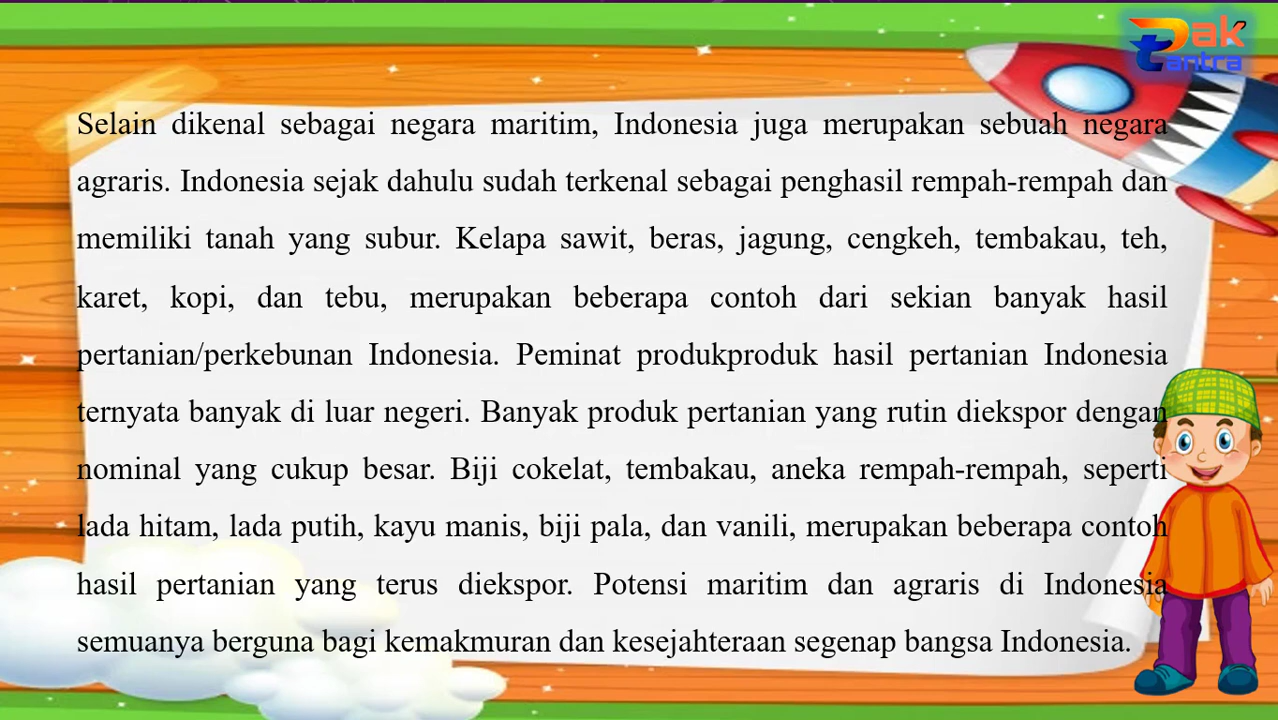 Pak
tantra
Selain dikenal sebagai negara maritim, Indonesia juga merupakan sebuah negara
agraris. Indonesia sejak dahulu sudah terkenal sebagai penghasil rempah-rempah dan
memiliki tanah yang subur. Kelapa sawit, beras, jagung, cengkeh, tembakau, teh,
karet, kopi, dan tebu, merupakan beberapa contoh dari sekian banyak hasil
pertanian/perkebunan Indonesia. Peminat produkproduk hasil pertanian Indonesia
ternyata banyak di luar negeri. Banyak produk pertanian yang rutin diekspor dengan
nominal yang cukup besar. Biji cokelat, tembakau, aneka rempah-rempah, seperti
lada hitam, lada putih, kayu manis, biji pala, dan vanili, merupakan beberapa contoh
hasil pertanian yang terus diekspor. Potensi maritim dan agraris di Indonesia
semuanya berguna bagi kemakmuran dan kesejahteraan segenap bangsa Indonesia.